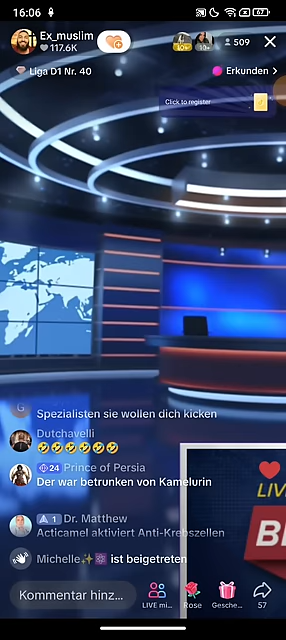 16:06
67
Ex_muslim
117.6K
509
Liga D1 Nr. 40
Erkunden >
Click to register
G
Spezialisten sie wollen dich kicken
Dutchavelli
🤣🤣🤣🤣🤣🤣
24 Prince of Persia
Der war betrunken von Kamelurin
1 Dr. Matthew
Acticamel aktiviert Anti-Krebszellen
Michelle✨⚛️ ist beigetreten
LIV
Kommentar hinz...
LIVE mi...
Rose
Gesche...
57